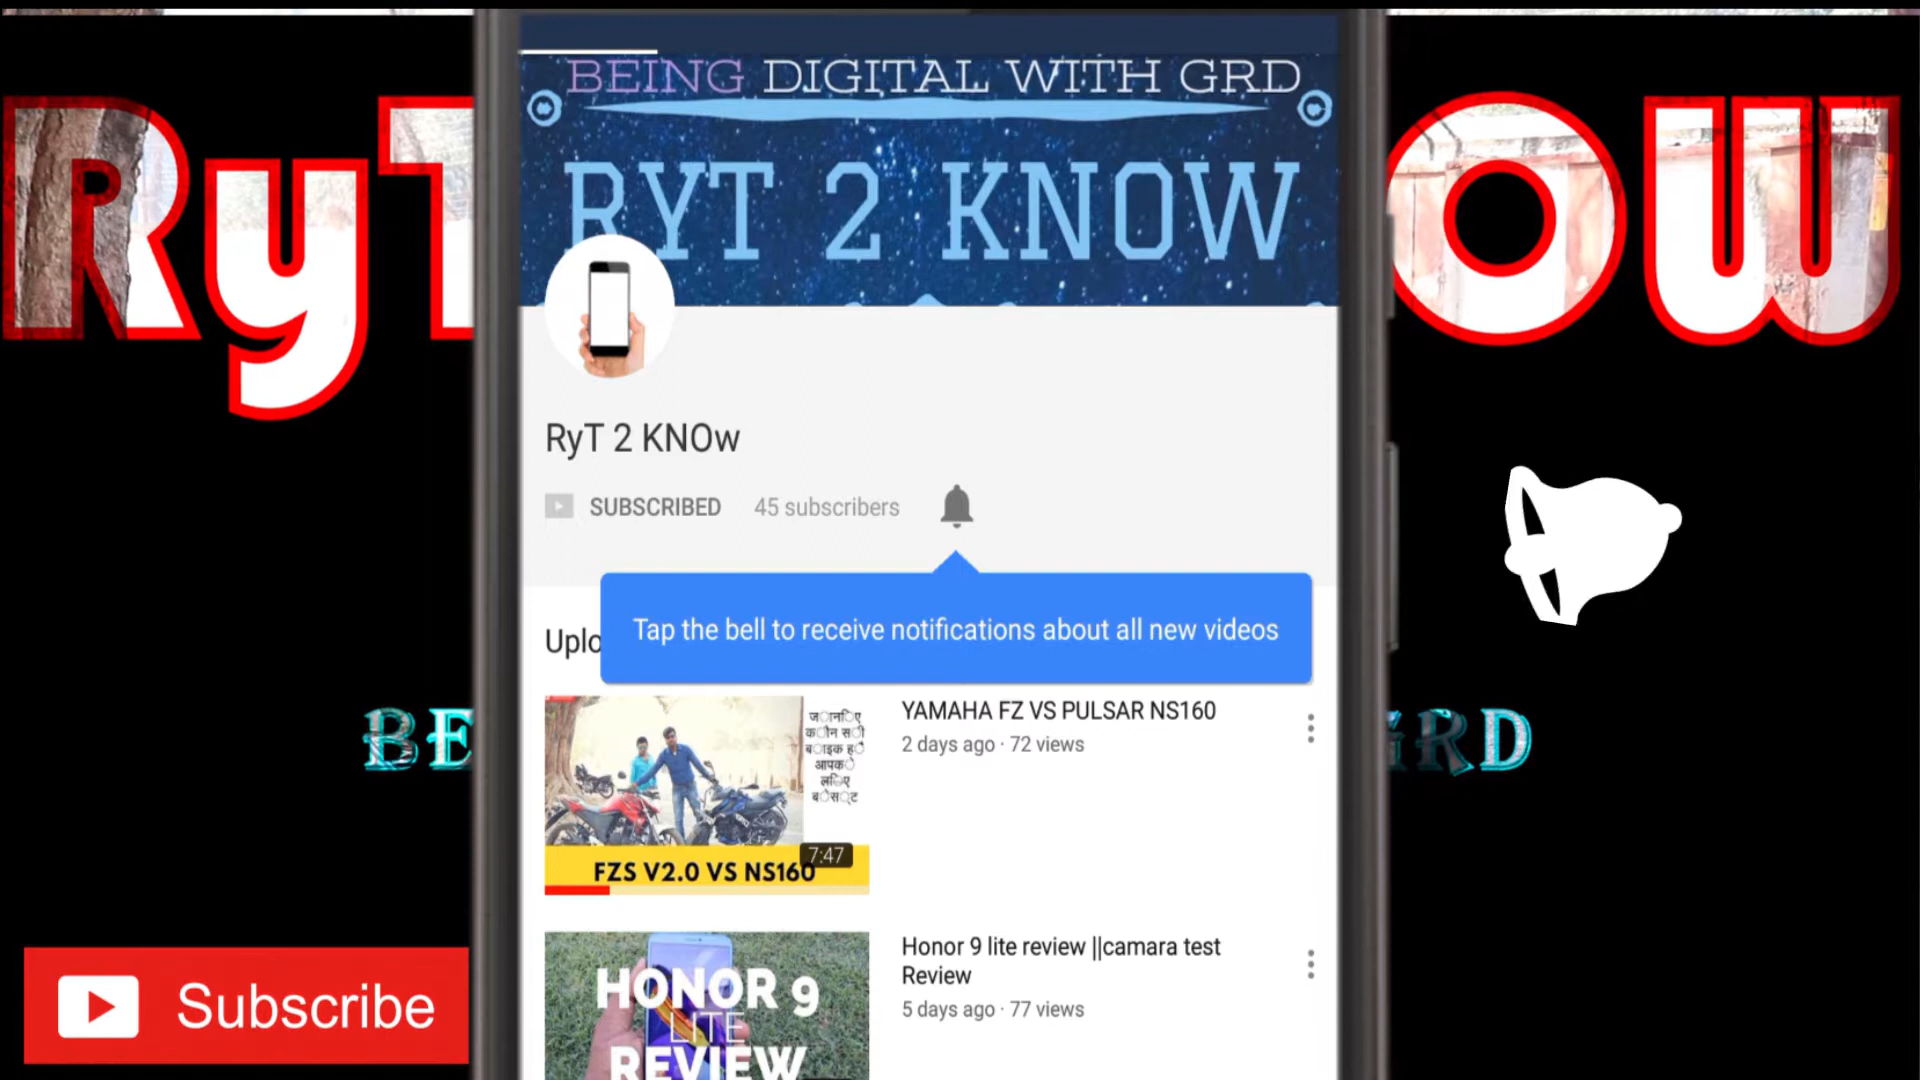 BEING DIGITAL WITH GRD
RYT 2 KNOW
RyT
OW
RyT 2 KNOw
SUBSCRIBED 45 subscribers
Tap the bell to receive notifications about all new videos
Uplo
YAMAHA FZ VS PULSAR NS160
2 days ago · 72 views
जानिए
कौन सी
बाइक है
आपके
लिए
बेस्ट
7:47
FZS V2.0 VS NS160
BE
GRD
Honor 9 lite review ||camara test
Review
5 days ago · 77 views
HONOR 9
LITE
REVIEW
Subscribe